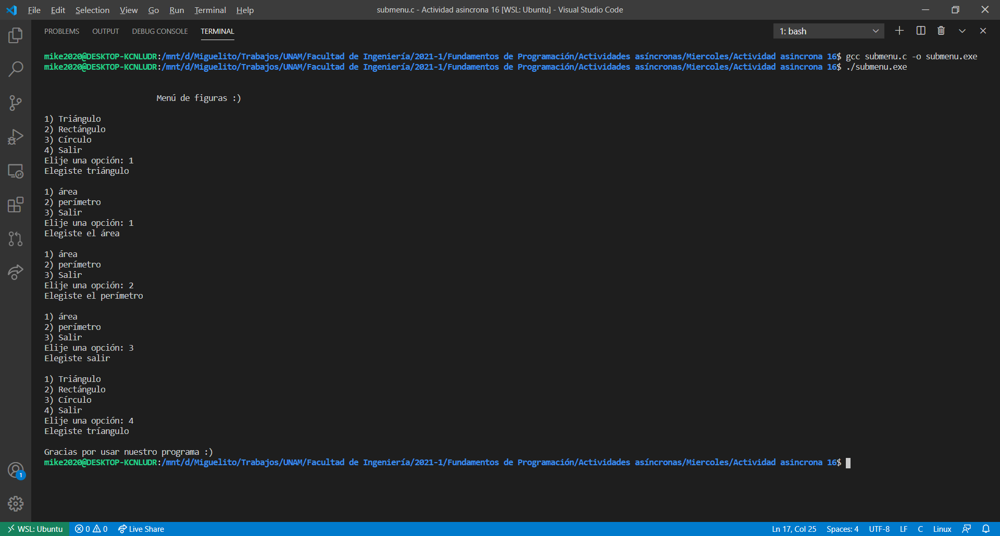 File Edit Selection View Go Run Terminal Help submenu.c - Actividad asincrona 16 [WSL: Ubuntu] - Visual Studio Code
PROBLEMS OUTPUT DEBUG CONSOLE TERMINAL 1: bash
mike2020@DESKTOP-KCNLUDR:/mnt/d/Miguelito/Trabajos/UNAM/Facultad de Ingeniería/2021-1/Fundamentos de Programación/Actividades asíncronas/Miercoles/Actividad asincrona 16$ gcc submenu.c -o submenu.exe
mike2020@DESKTOP-KCNLUDR:/mnt/d/Miguelito/Trabajos/UNAM/Facultad de Ingeniería/2021-1/Fundamentos de Programación/Actividades asíncronas/Miercoles/Actividad asincrona 16$ ./submenu.exe
Menú de figuras :)
1) Triángulo
2) Rectángulo
3) Círculo
4) Salir
Elije una opción: 1
Elegiste triángulo
1) área
2) perímetro
3) Salir
Elije una opción: 1
Elegiste el área
1) área
2) perímetro
3) Salir
Elije una opción: 2
Elegiste el perímetro
1) área
2) perímetro
3) Salir
Elije una opción: 3
Elegiste salir
1) Triángulo
2) Rectángulo
3) Círculo
4) Salir
Elije una opción: 4
Elegiste tríangulo
Gracias por usar nuestro programa :)
mike2020@DESKTOP-KCNLUDR:/mnt/d/Miguelito/Trabajos/UNAM/Facultad de Ingeniería/2021-1/Fundamentos de Programación/Actividades asíncronas/Miercoles/Actividad asincrona 16$
1
WSL: Ubuntu 0 0 Live Share Ln 17, Col 25 Spaces: 4 UTF-8 LF C Linux